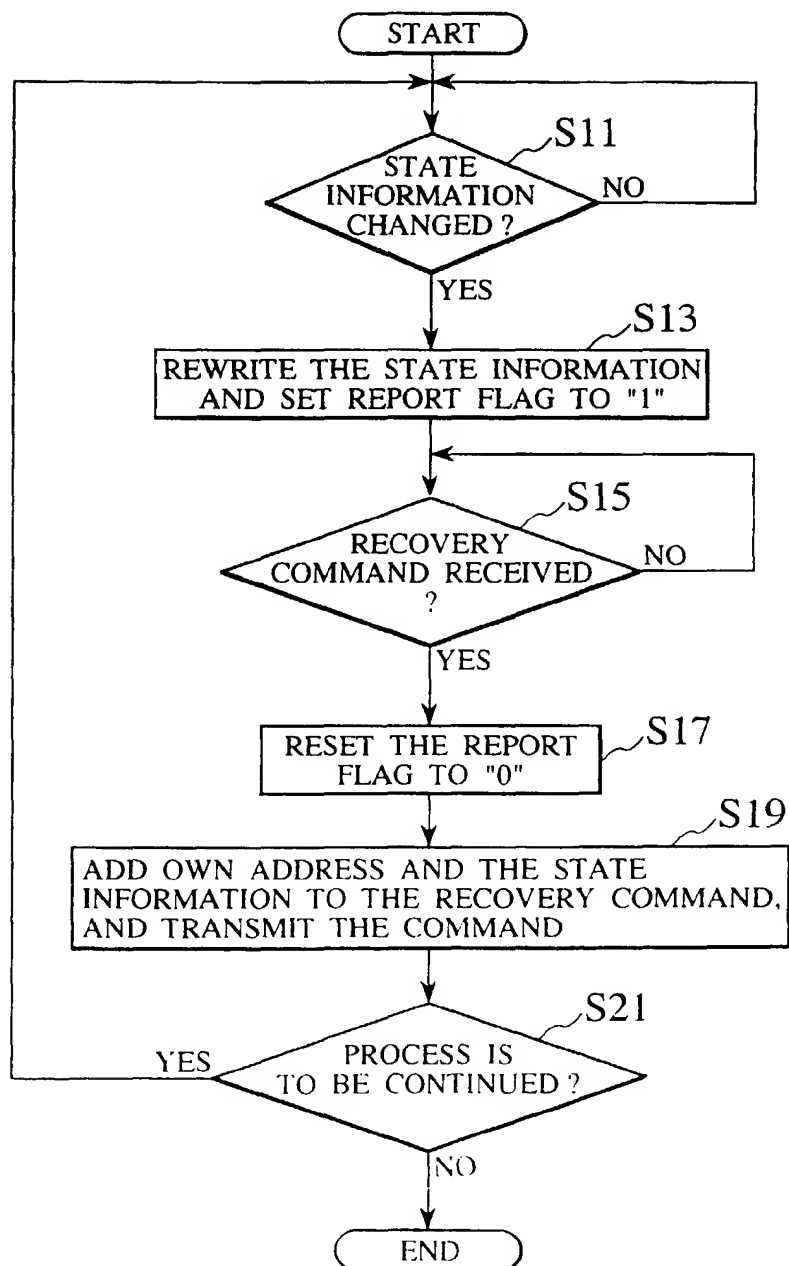 START
S11
STATE
INFORMATION
CHANGED ?
NO
YES
S13
REWRITE THE STATE INFORMATION
AND SET REPORT FLAG TO "1"
S15
RECOVERY
COMMAND RECEIVED
?
NO
YES
S17
RESET THE REPORT
FLAG TO "0"
S19
ADD OWN ADDRESS AND THE STATE
INFORMATION TO THE RECOVERY COMMAND,
AND TRANSMIT THE COMMAND
S21
YES
PROCESS IS
TO BE CONTINUED ?
NO
END